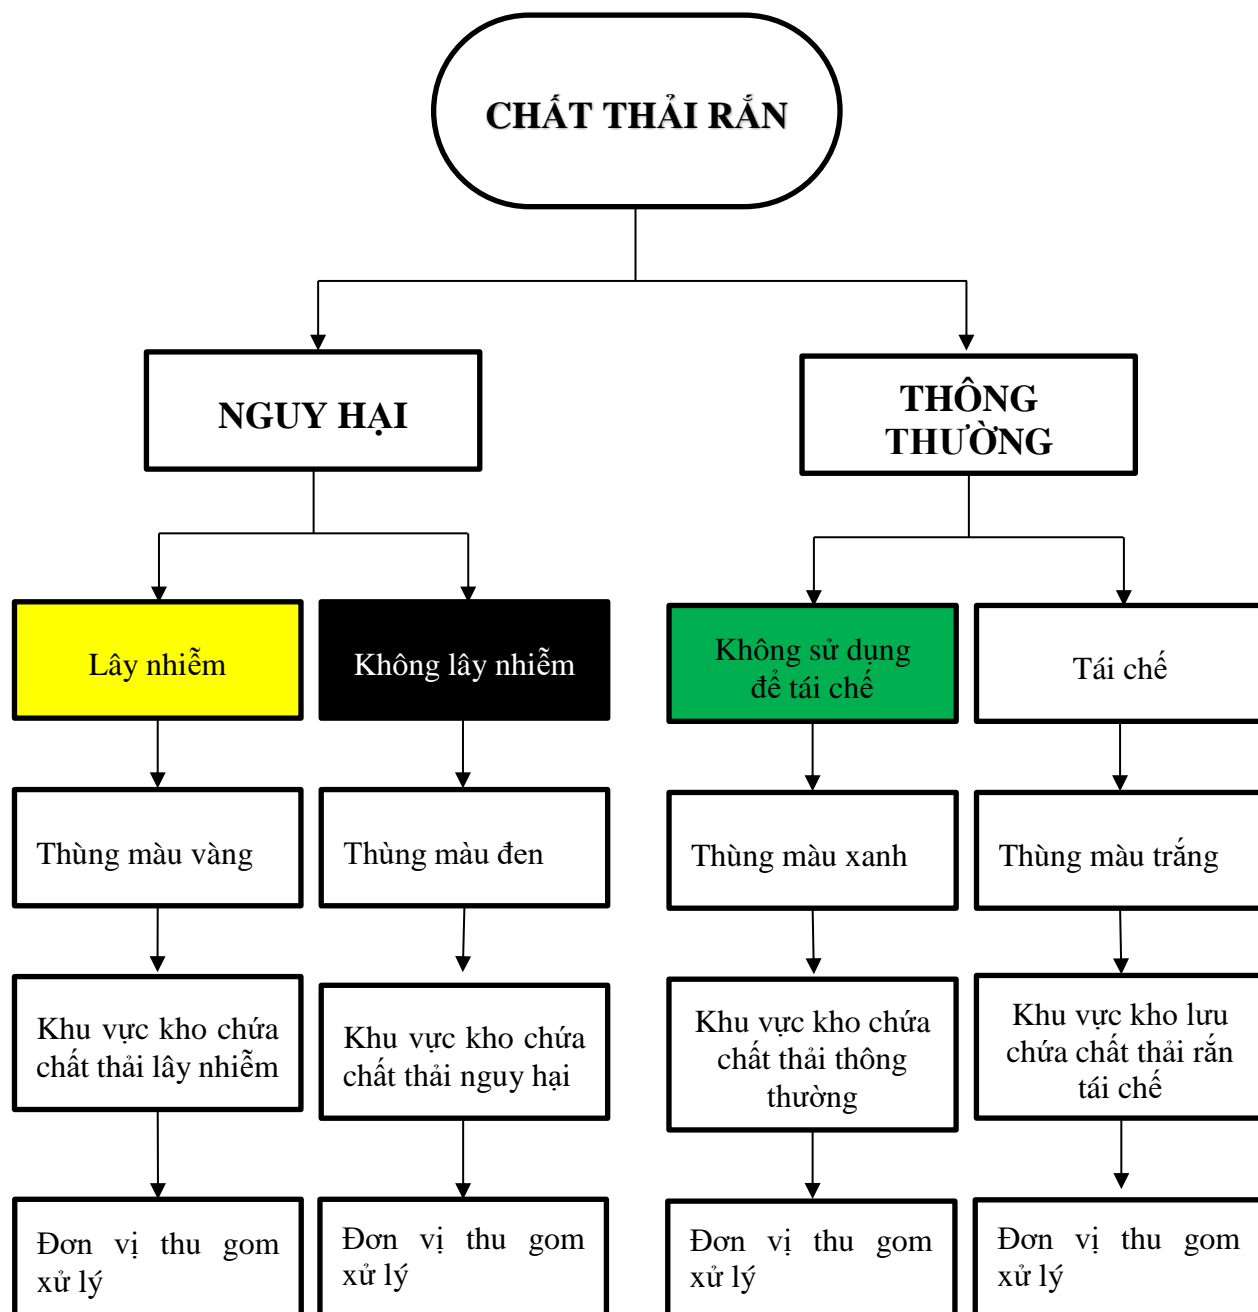 CHẤT THẢI RẮN
NGUY HẠI
THÔNG
THƯỜNG
Lây nhiễm
Không lây nhiễm
Không sử dụng
để tái chế
Tái chế
Thùng màu vàng
Thùng màu đen
Thùng màu xanh
Thùng màu trắng
Khu vực kho chứa
chất thải lây nhiễm
Khu vực kho chứa
chất thải nguy hại
Khu vực kho chứa
chất thải thông
thường
Khu vực kho lưu
chứa chất thải rắn
tái chế
Đơn vị thu gom
xử lý
Đơn vị thu gom
xử lý
Đơn vị thu gom
xử lý
Đơn vị thu gom
xử lý